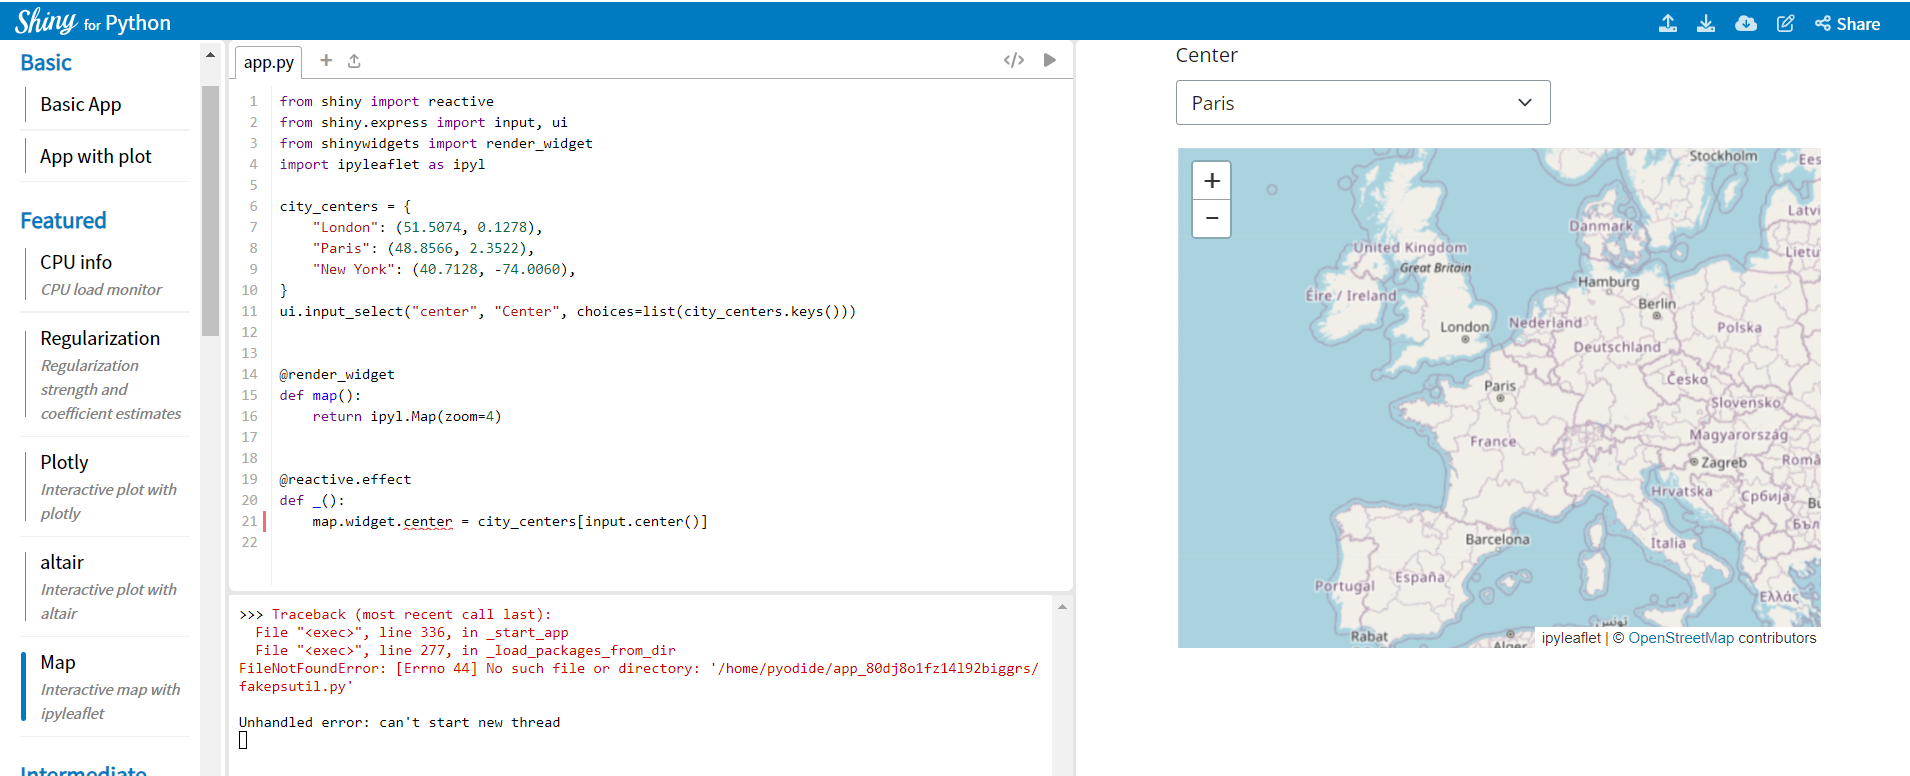 Shiny for Python
Share
Basic
Basic App
App with plot
Featured
CPU info
CPU load monitor
Regularization
Regularization
strength and
coefficient estimates
Plotly
Interactive plot with
plotly
altair
Interactive plot with
altair
Map
Interactive map with
ipyleaflet
Intermediate
app.py
1 from shiny import reactive
2 from shiny.express import input, ui
3 from shinywidgets import render_widget
4 import ipyleaflet as ipyl
5
6 city_centers = {
7     "London": (51.5074, 0.1278),
8     "Paris": (48.8566, 2.3522),
9     "New York": (40.7128, -74.0060),
10 }
11 ui.input_select("center", "Center", choices=list(city_centers.keys()))
12
13
14 @render_widget
15 def map():
16     return ipyl.Map(zoom=4)
17
18
19 @reactive.effect
20 def _():
21     map.widget.center = city_centers[input.center()]
22
>>> Traceback (most recent call last):
  File "<exec>", line 336, in _start_app
  File "<exec>", line 277, in _load_packages_from_dir
FileNotFoundError: [Errno 44] No such file or directory: '/home/pyodide/app_80dj8o1fz14l92biggrs/
fakepsutil.py'
Unhandled error: can't start new thread
Center
Paris
+
−
Stockholm
Ees
Latvi
Danmark
United Kingdom
Lietu
Great Britain
Hamburg
Éire / Ireland
Berlin
London
Nederland
Polska
Deutschland
Paris
Česko
Slovensko
France
Magyarország
Zagreb
Româ
Hrvatska
Србија
Bu
Бъл
Barcelona
Italia
España
Portugal
Ελλάς
تونس
Rabat
Alger
ipyleaflet | © OpenStreetMap contributors